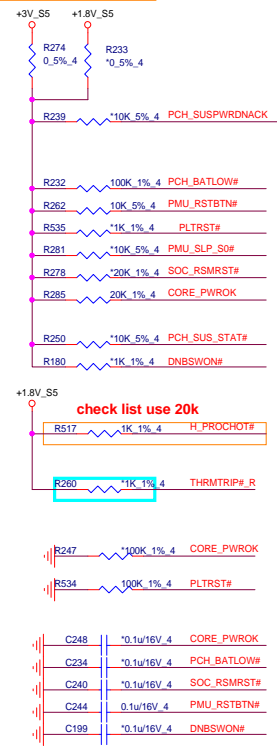 +3V_S5 +1.8V_S5
R274 R233
0_5%_4 *0_5%_4
R239 *10K_5%_4 PCH_SUSPWRDNACK
R232 100K_1%_4 PCH_BATLOW#
R262 10K_5%_4 PMU_RSTBTN#
R535 *1K_1%_4 PLTRST#
R281 *10K_5%_4 PMU_SLP_S0#
R278 *20K_1%_4 SOC_RSMRST#
R285 20K_1%_4 CORE_PWROK
R250 *10K_5%_4 PCH_SUS_STAT#
R180 *1K_1%_4 DNBSWON#
+1.8V_S5
check list use 20k
R517 1K_1%_4 H_PROCHOT#
R260 *1K_1%_4 THRMTRIP#_R
R247 *100K_1%_4 CORE_PWROK
R534 100K_1%_4 PLTRST#
C248 *0.1u/16V_4 CORE_PWROK
C234 *0.1u/16V_4 PCH_BATLOW#
C240 *0.1u/16V_4 SOC_RSMRST#
C244 0.1u/16V_4 PMU_RSTBTN#
C199 *0.1u/16V_4 DNBSWON#